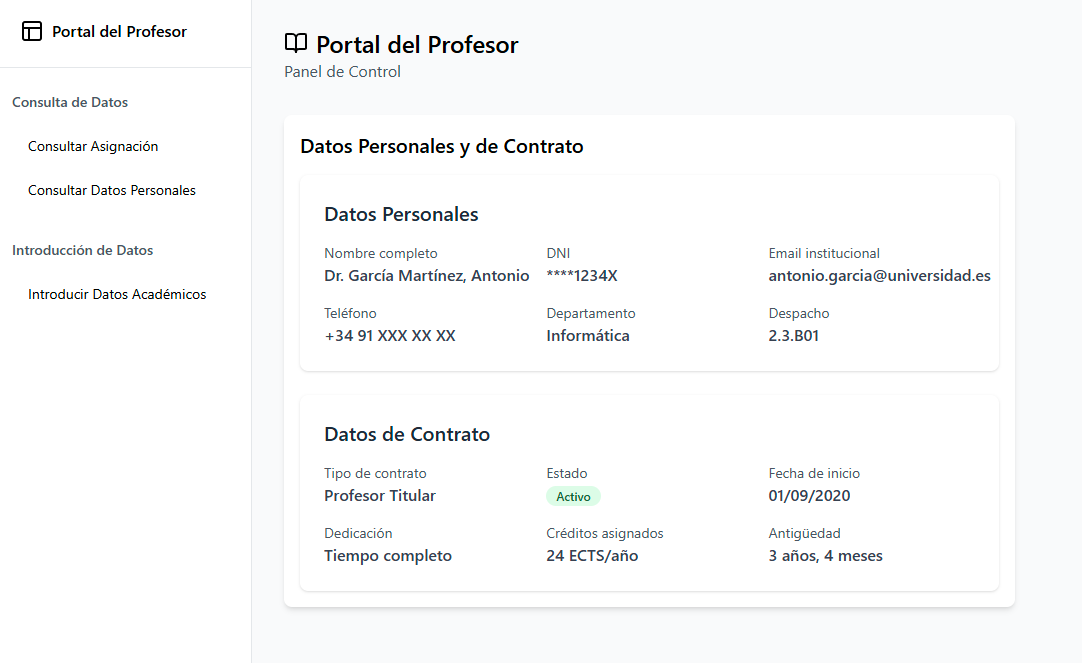 Portal del Profesor
Consulta de Datos
Consultar Asignación
Consultar Datos Personales
Introducción de Datos
Introducir Datos Académicos
Portal del Profesor
Panel de Control
Datos Personales y de Contrato
Datos Personales
Nombre completo DNI Email institucional
Dr. García Martínez, Antonio ****1234X antonio.garcia@universidad.es
Teléfono Departamento Despacho
+34 91 XXX XX XX Informática 2.3.B01
Datos de Contrato
Tipo de contrato Estado Fecha de inicio
Profesor Titular Activo 01/09/2020
Dedicación Créditos asignados Antigüedad
Tiempo completo 24 ECTS/año 3 años, 4 meses